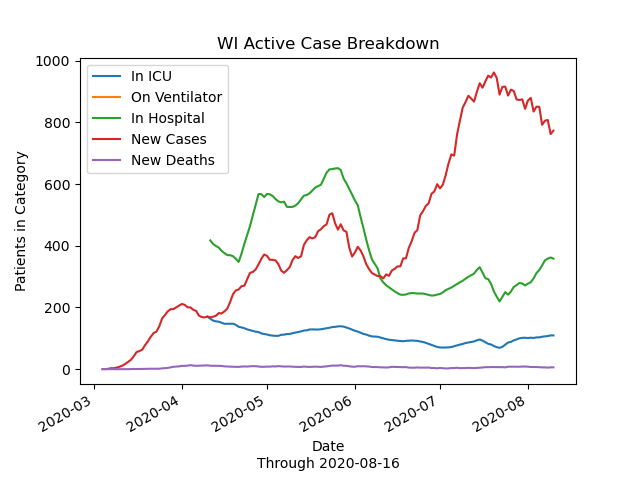 WI Active Case Breakdown
1000
800
600
400
200
0
Patients in Category
In ICU
On Ventilator
In Hospital
New Cases
New Deaths
2020-03
2020-04
2020-05
2020-06
2020-07
2020-08
Date
Through 2020-08-16